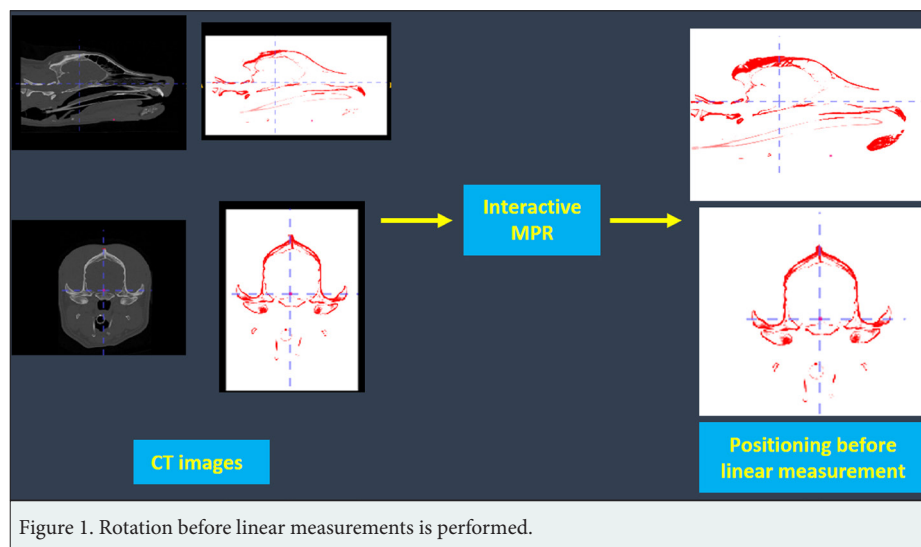 Interactive
MPR
CT images
Positioning before
linear measurement
Figure 1. Rotation before linear measurements is performed.